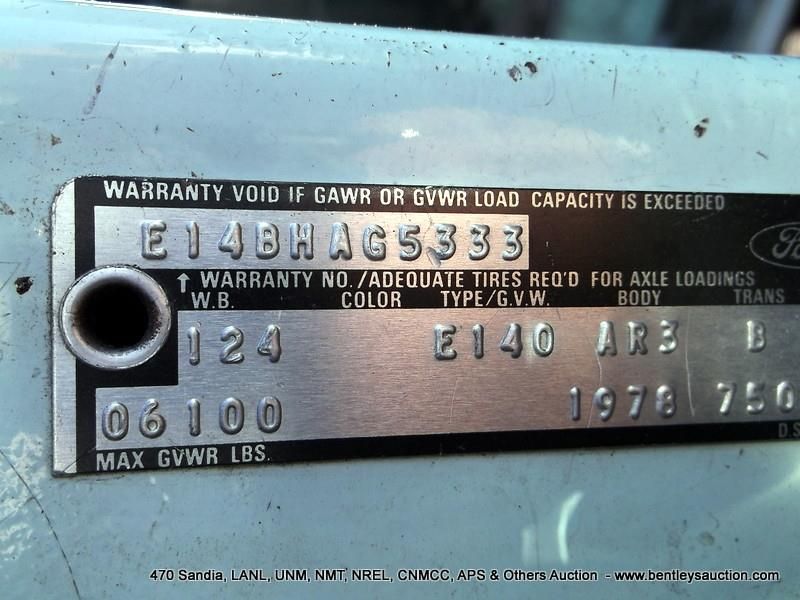 WARRANTY VOID IF GAWR OR GVWR LOAD CAPACITY IS EXCEEDED
E14BHAG5333
↑ WARRANTY NO./ADEQUATE TIRES REQ'D FOR AXLE LOADINGS
W.B. COLOR TYPE/G.V.W. BODY TRANS
124 E140 AR3 B
06100 1978 750
MAX GVWR LBS. D.S
470 Sandia, LANL, UNM, NMT, NREL, CNMCC, APS & Others Auction - www.bentleysauction.com